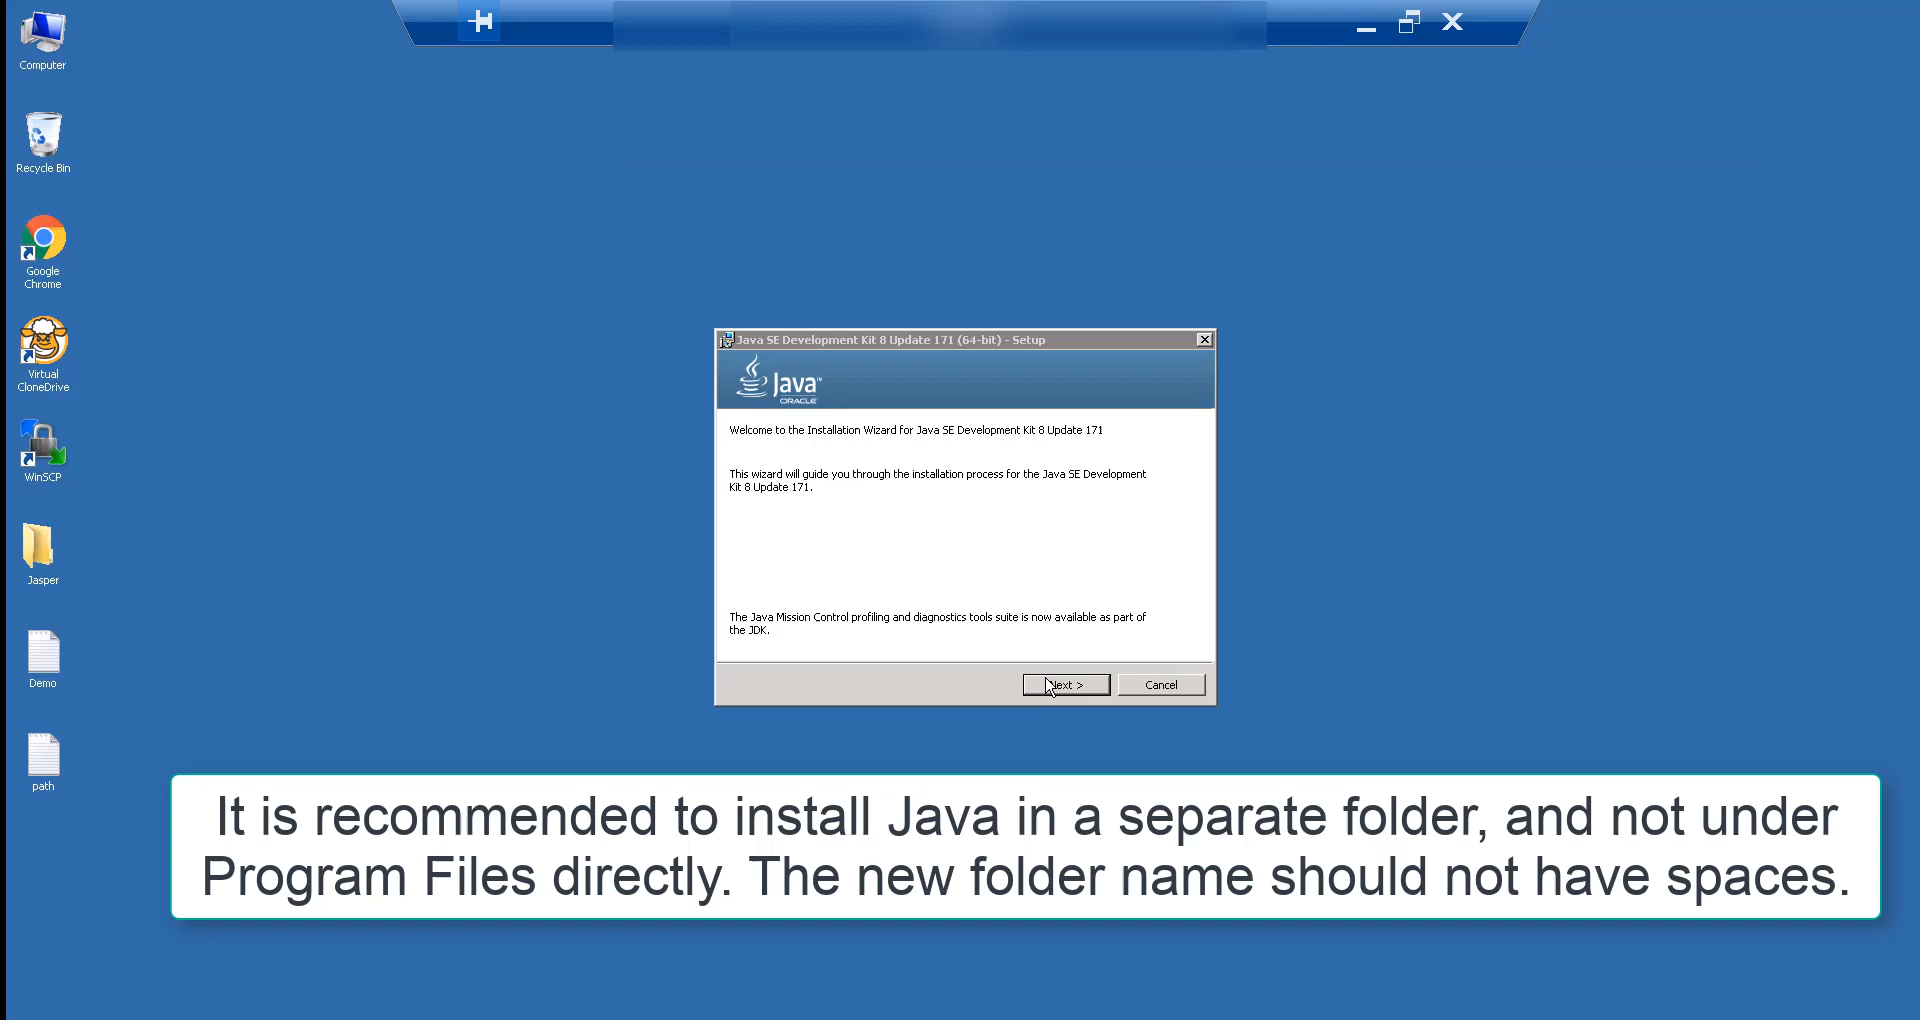 Computer
Recycle Bin
Google
Chrome
Virtual
CloneDrive
WinSCP
Jasper
Demo
path
Java SE Development Kit 8 Update 171 (64-bit) - Setup
Java™
ORACLE
Welcome to the Installation Wizard for Java SE Development Kit 8 Update 171
This wizard will guide you through the installation process for the Java SE Development
Kit 8 Update 171.
The Java Mission Control profiling and diagnostics tools suite is now available as part of
the JDK.
Next >
Cancel
It is recommended to install Java in a separate folder, and not under
Program Files directly. The new folder name should not have spaces.